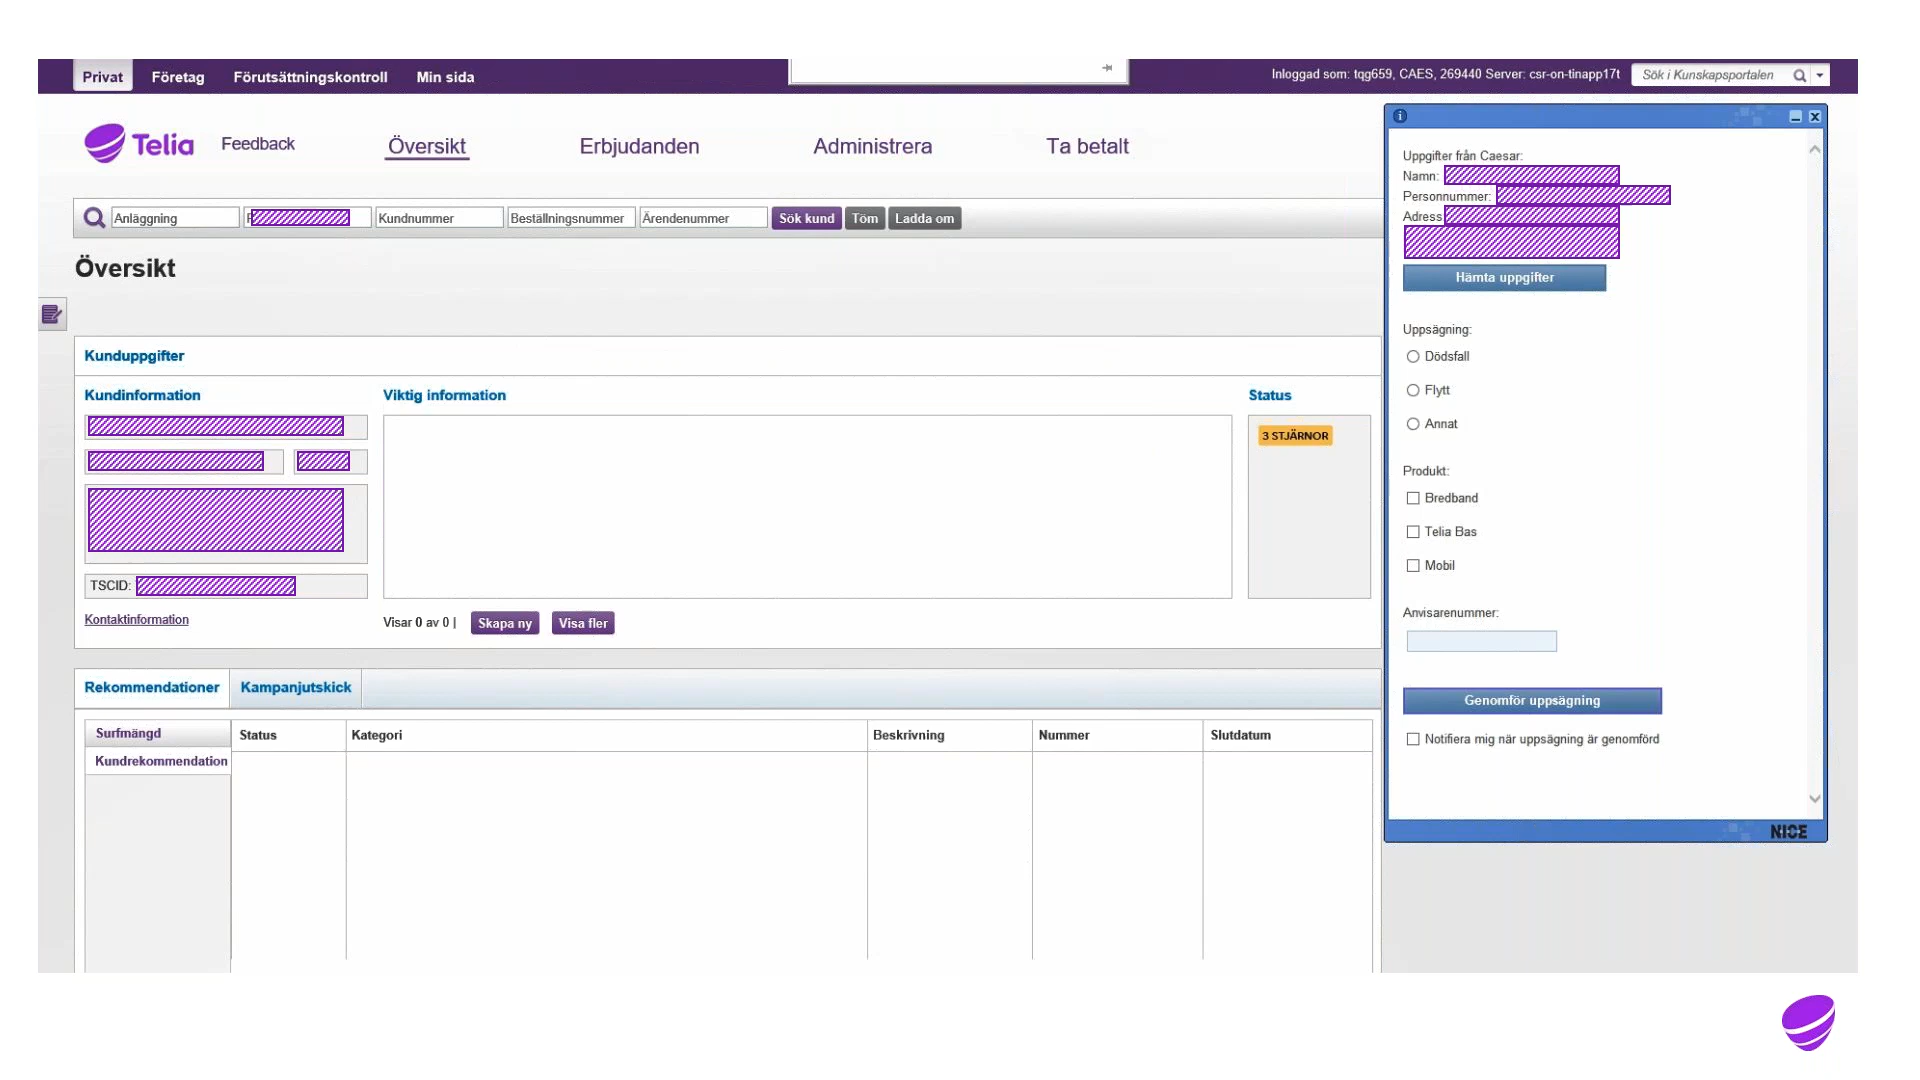 Privat Företag Förutsättningskontroll Min sida
Inloggad som: tqg659, CAES, 269440 Server: csr-on-tinapp17t
Sök i Kunskapsportalen
Telia
Feedback Översikt Erbjudanden Administrera Ta betalt
Anläggning Kundnummer Beställningsnummer Ärendenummer Sök kund Töm Ladda om
Översikt
Kunduppgifter
Kundinformation Viktig information Status
3 STJÄRNOR
TSCID:
Kontaktinformation
Visar 0 av 0 | Skapa ny Visa fler
Rekommendationer Kampanjutskick
Surfmängd
Kundrekommendation
Status Kategori Beskrivning Nummer Slutdatum
Uppgifter från Caesar:
Namn:
Personnummer:
Adress
Hämta uppgifter
Uppsägning:
Dödsfall
Flytt
Annat
Produkt:
Bredband
Telia Bas
Mobil
Anvisarenummer:
Genomför uppsägning
Notifiera mig när uppsägning är genomförd
NICE